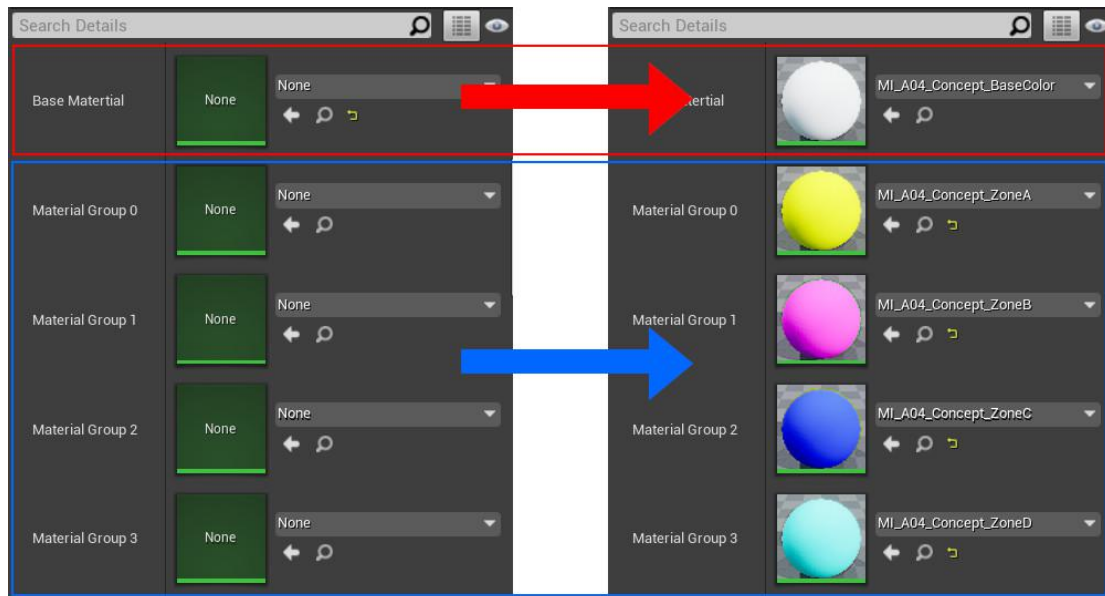 Search Details
Base Matertial
None
None
Material Group 0
None
None
Material Group 1
None
None
Material Group 2
None
None
Material Group 3
None
None
Search Details
tertial
MI_A04_Concept_BaseColor
Material Group 0
MI_A04_Concept_ZoneA
Material Group 1
MI_A04_Concept_ZoneB
Material Group 2
MI_A04_Concept_ZoneC
Material Group 3
MI_A04_Concept_ZoneD